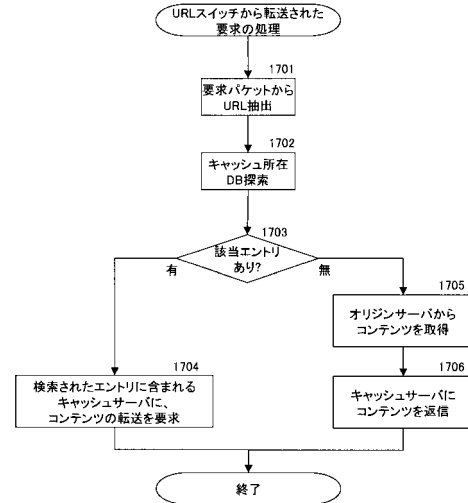 URLスイッチから転送された
要求の処理
1701
要求パケットから
URL抽出
1702
キャッシュ所在
DB探索
1703
該当エントリ
あり?
有
無
1705
オリジンサーバから
コンテンツを取得
1704
検索されたエントリに含まれる
キャッシュサーバに、
コンテンツの転送を要求
1706
キャッシュサーバに
コンテンツを返信
終了